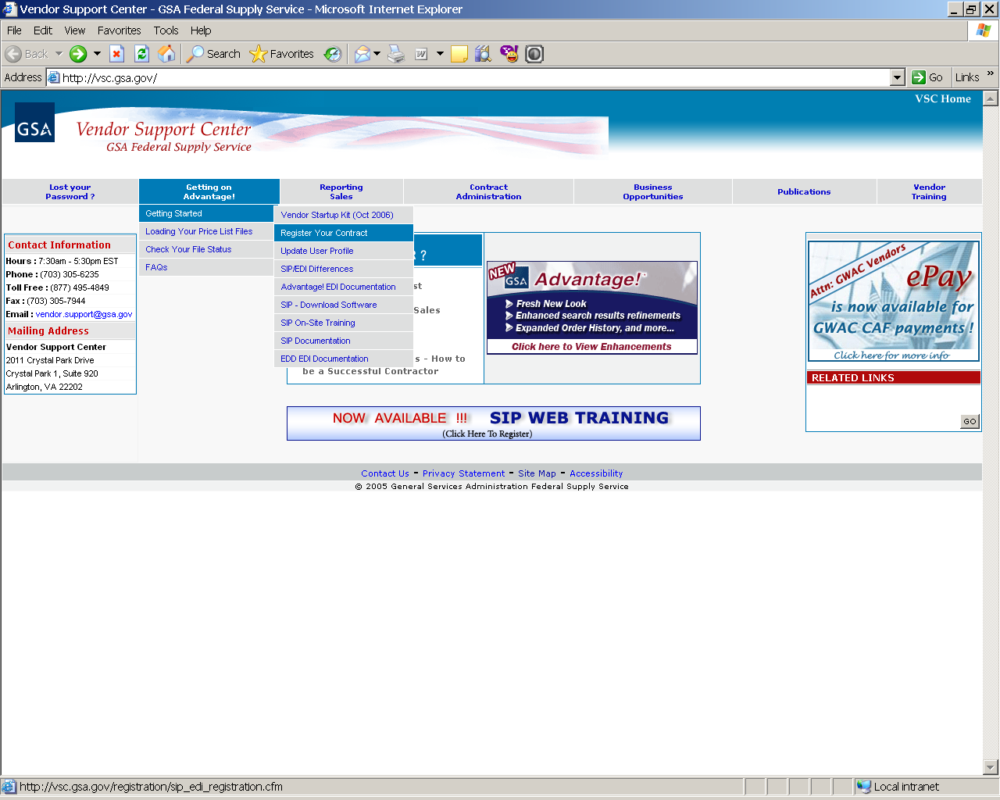 Vendor Support Center - GSA Federal Supply Service - Microsoft Internet Explorer
File Edit View Favorites Tools Help
Back Search Favorites
Address http://vsc.gsa.gov/ Go Links »
VSC Home
GSA
Vendor Support Center
GSA Federal Supply Service
Lost your Password ?
Getting on Advantage!
Reporting Sales
Contract Administration
Business Opportunities
Publications
Vendor Training
Getting Started
Loading Your Price List Files
Check Your File Status
FAQs
Vendor Startup Kit (Oct 2006)
Register Your Contract
Update User Profile
SIP/EDI Differences
Advantage! EDI Documentation
SIP - Download Software
SIP On-Site Training
SIP Documentation
EDD EDI Documentation
Contact Information
Hours : 7:30am - 5:30pm EST
Phone : (703) 305-6235
Toll Free : (877) 495-4849
Fax : (703) 305-7944
Email : vendor.support@gsa.gov
Mailing Address
Vendor Support Center
2011 Crystal Park Drive
Crystal Park 1, Suite 920
Arlington, VA 22202
?
st
Sales
s - How to
be a Successful Contractor
NEW GSA Advantage!
Fresh New Look
Enhanced search results refinements
Expanded Order History, and more...
Click here to View Enhancements
NOW AVAILABLE !!! SIP WEB TRAINING
(Click Here To Register)
Attn: GWAC Vendors
ePay
is now available for
GWAC CAF payments !
Click here for more info
RELATED LINKS
GO
Contact Us - Privacy Statement - Site Map - Accessibility
© 2005 General Services Administration Federal Supply Service
http://vsc.gsa.gov/registration/sip_edi_registration.cfm
Local intranet